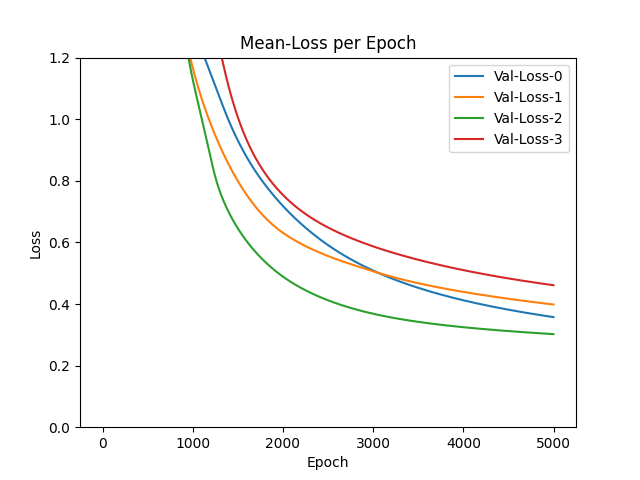 Mean-Loss per Epoch
Val-Loss-0
Val-Loss-1
Val-Loss-2
Val-Loss-3
1.2
1.0
0.8
0.6
0.4
0.2
0.0
Loss
0 1000 2000 3000 4000 5000
Epoch